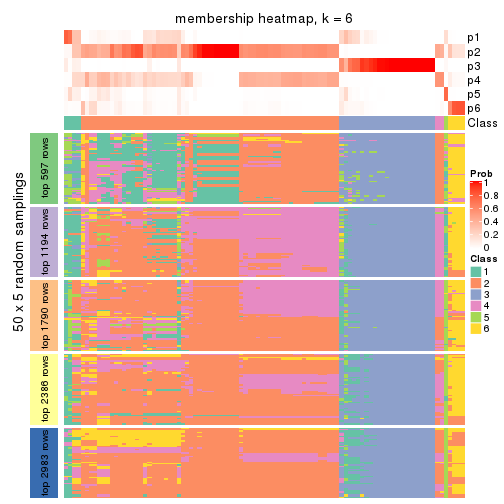 membership heatmap, k = 6
p1
p2
p3
p4
p5
p6
Class
Prob
1
0.8
0.6
0.4
0.2
0
Class
1
2
3
4
5
6
50 x 5 random samplings
top 597 rows
top 1194 rows
top 1790 rows
top 2386 rows
top 2983 rows